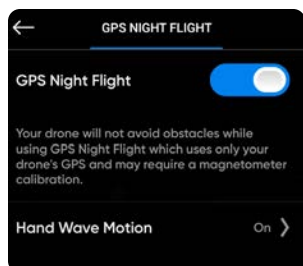 GPS NIGHT FLIGHT
GPS Night Flight
Your drone will not avoid obstacles while
using GPS Night Flight which uses only your
drone's GPS and may require a magnetometer
calibration.
Hand Wave Motion On